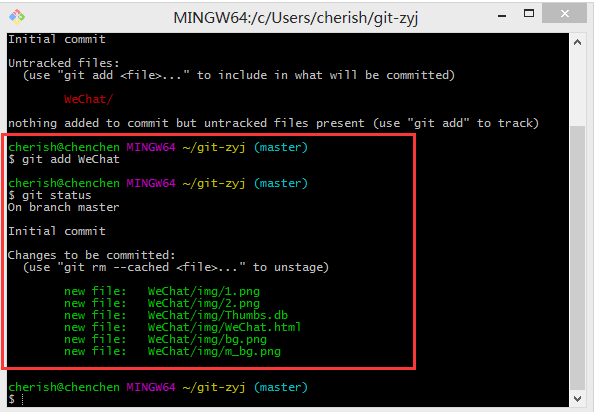 MINGW64:/c/Users/cherish/git-zyj
Initial commit
Untracked files:
(use "git add <file>..." to include in what will be committed)
WeChat/
nothing added to commit but untracked files present (use "git add" to track)
cherish@chenchen MINGW64 ~/git-zyj (master)
$ git add WeChat
cherish@chenchen MINGW64 ~/git-zyj (master)
$ git status
On branch master
Initial commit
Changes to be committed:
(use "git rm --cached <file>..." to unstage)
new file: WeChat/img/1.png
new file: WeChat/img/2.png
new file: WeChat/img/Thumbs.db
new file: WeChat/img/WeChat.html
new file: WeChat/img/bg.png
new file: WeChat/img/m_bg.png
cherish@chenchen MINGW64 ~/git-zyj (master)
$